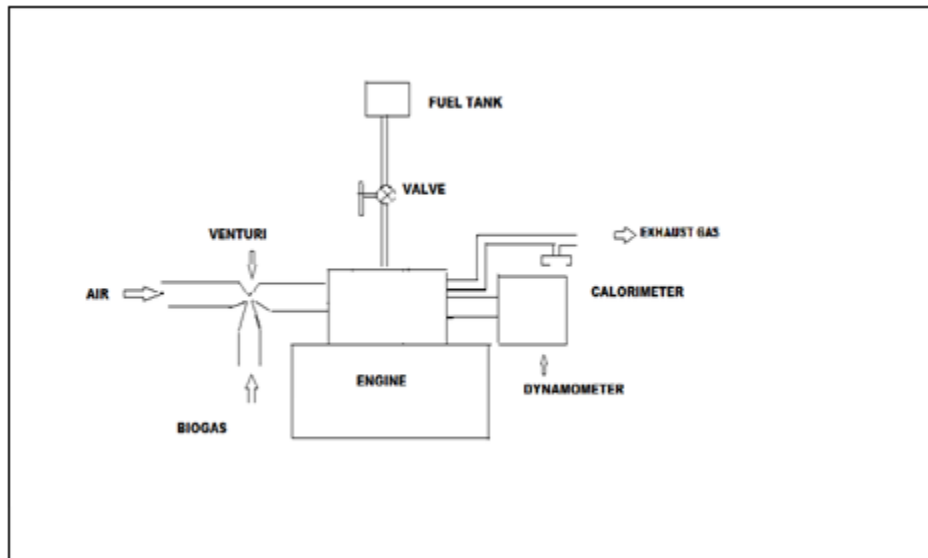 FUEL TANK
VALVE
VENTURI
EXHAUST GAS
AIR
CALORIMETER
ENGINE
DYNAMOMETER
BIOGAS